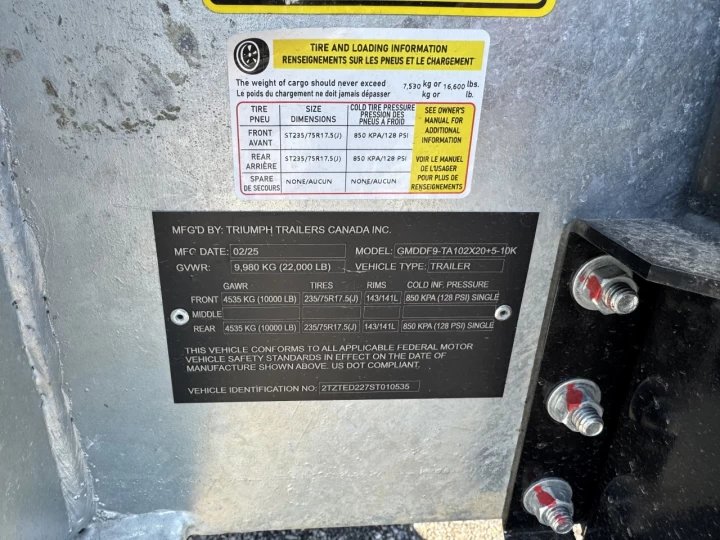 TIRE AND LOADING INFORMATION
RENSEIGNEMENTS SUR LES PNEUS ET LE CHARGEMENT
The weight of cargo should never exceed 7,530 kg or 16,600 lbs.
Le poids du chargement ne doit jamais dépasser kg or lb.
TIRE PNEU SIZE DIMENSIONS COLD TIRE PRESSURE PRESSION DES PNEUS A FROID
FRONT AVANT ST235/75R17.5(J) 850 KPA/128 PSI
REAR ARRIÈRE ST235/75R17.5(J) 850 KPA/128 PSI
SPARE DE SECOURS NONE/AUCUN NONE/AUCUN
SEE OWNER'S
MANUAL FOR
ADDITIONAL
INFORMATION
VOIR LE MANUEL
DE L'USAGER
POUR PLUS DE
RENSEIGNEMENTS
MFG'D BY: TRIUMPH TRAILERS CANADA INC.
MFG DATE: 02/25 MODEL: GMDDF9-TA102X20+5-10K
GVWR: 9,980 KG (22,000 LB) VEHICLE TYPE: TRAILER
GAWR TIRES RIMS COLD INF. PRESSURE
FRONT 4535 KG (10000 LB) 235/75R17.5(J) 143/141L 850 KPA (128 PSI) SINGLE
MIDDLE
REAR 4535 KG (10000 LB) 235/75R17.5(J) 143/141L 850 KPA (128 PSI) SINGLE
THIS VEHICLE CONFORMS TO ALL APPLICABLE FEDERAL MOTOR
VEHICLE SAFETY STANDARDS IN EFFECT ON THE DATE OF
MANUFACTURE SHOWN ABOVE. US DOT COMPLIANT.
VEHICLE IDENTIFICATION NO: 2TZTED227ST010535